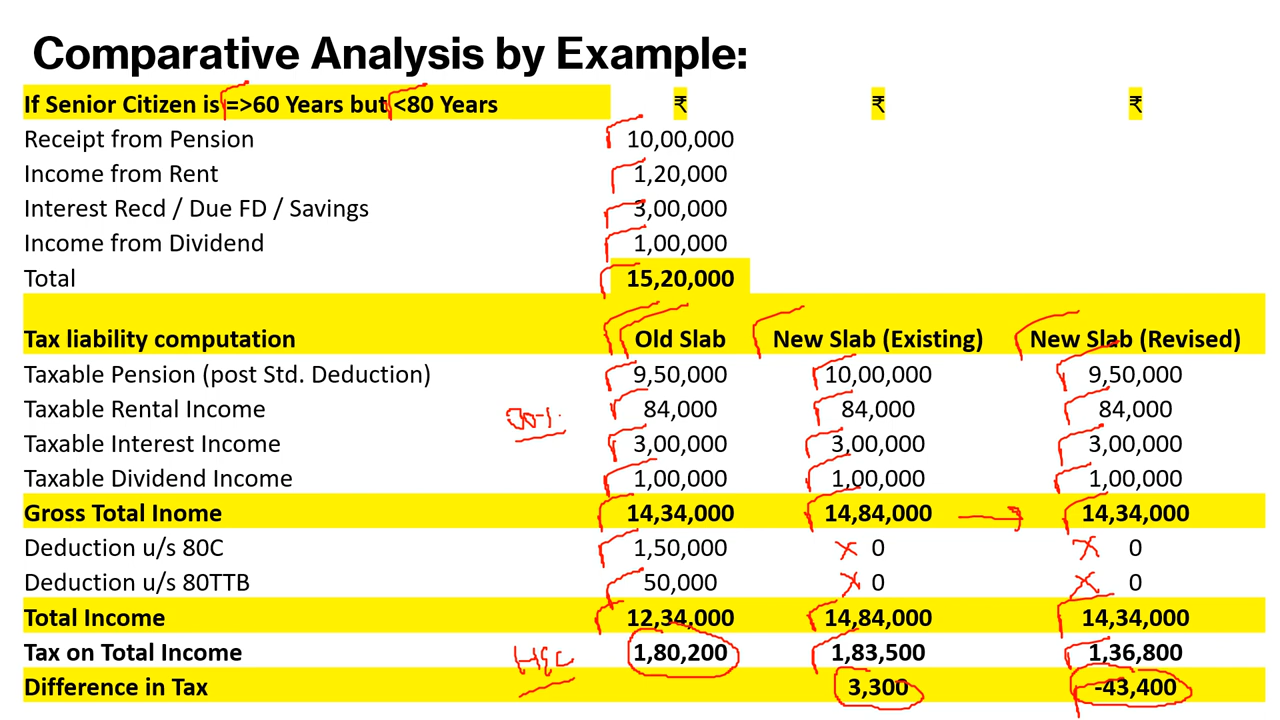 Comparative Analysis by Example:
If Senior Citizen is =>60 Years but <80 Years ₹ ₹ ₹
Receipt from Pension 10,00,000
Income from Rent 1,20,000
Interest Recd / Due FD / Savings 3,00,000
Income from Dividend 1,00,000
Total 15,20,000
Tax liability computation Old Slab New Slab (Existing) New Slab (Revised)
Taxable Pension (post Std. Deduction) 9,50,000 10,00,000 9,50,000
Taxable Rental Income 84,000 84,000 84,000
Taxable Interest Income 3,00,000 3,00,000 3,00,000
Taxable Dividend Income 1,00,000 1,00,000 1,00,000
Gross Total Inome 14,34,000 14,84,000 14,34,000
Deduction u/s 80C 1,50,000 0 0
Deduction u/s 80TTB 50,000 0 0
Total Income 12,34,000 14,84,000 14,34,000
Tax on Total Income H&EC 1,80,200 1,83,500 1,36,800
Difference in Tax 3,300 -43,400